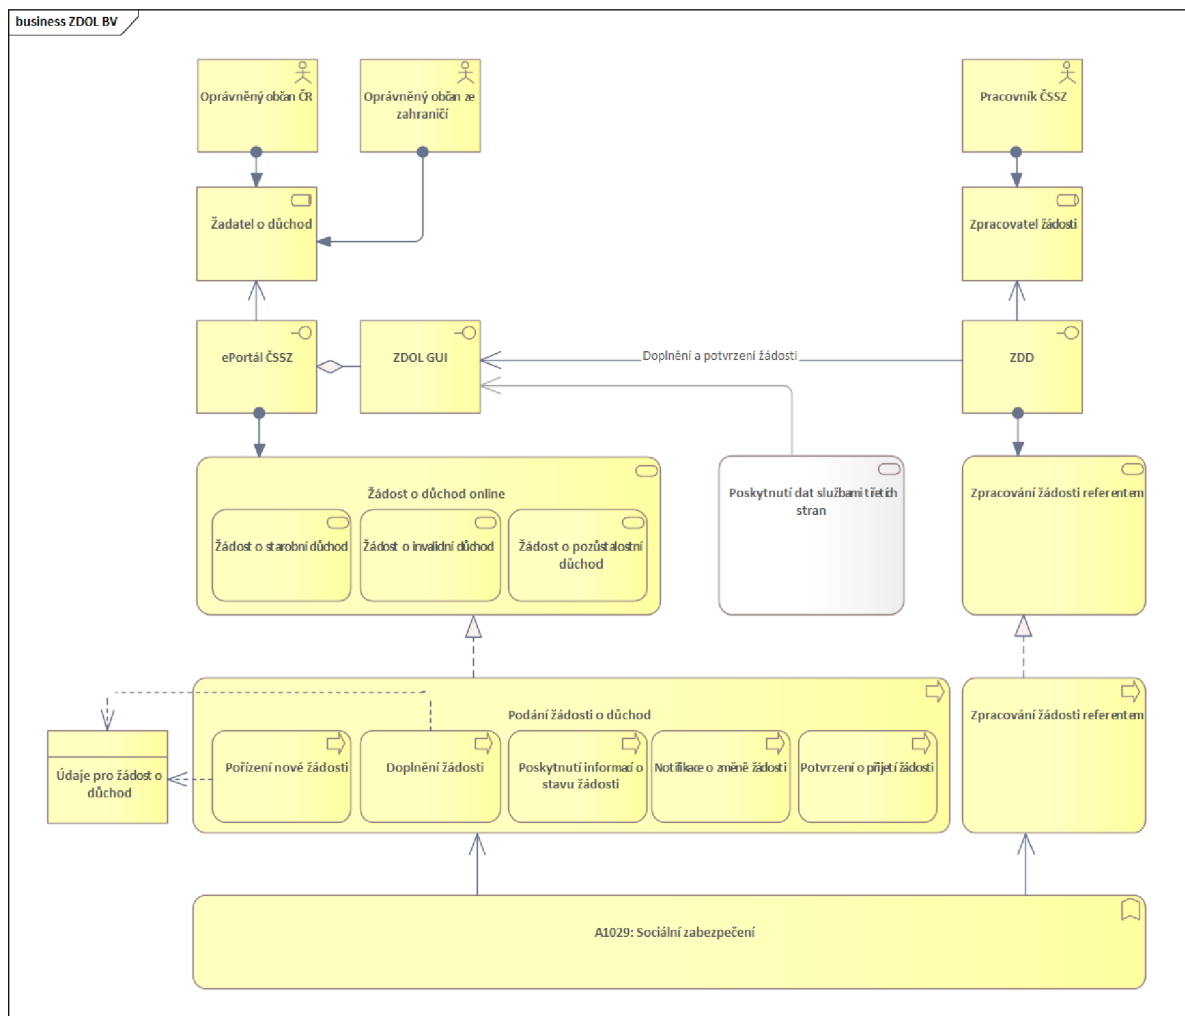 business ZDOL BV
Oprávněný občan ČR
Oprávněný občan ze
zahraničí
Pracovník ČSSZ
Žadatel o důchod
Zpracovatel žádosti
ePortál ČSSZ
ZDOL GUI
Doplnění a potvrzení žádosti
ZDD
Žádost o důchod online
Žádost o starobní důchod
Žádost o invalidní důchod
Žádost o pozůstalostní
důchod
Poskytnutí dat službami třetích
stran
Zpracování žádosti referentem
Podání žádosti o důchod
Zpracování žádosti referentem
Údaje pro žádost o
důchod
Pořízení nové žádosti
Doplnění žádosti
Poskytnutí informací o
stavu žádosti
Notifikace o změně žádosti
Potvrzení o přijetí žádosti
A1029: Sociální zabezpečení